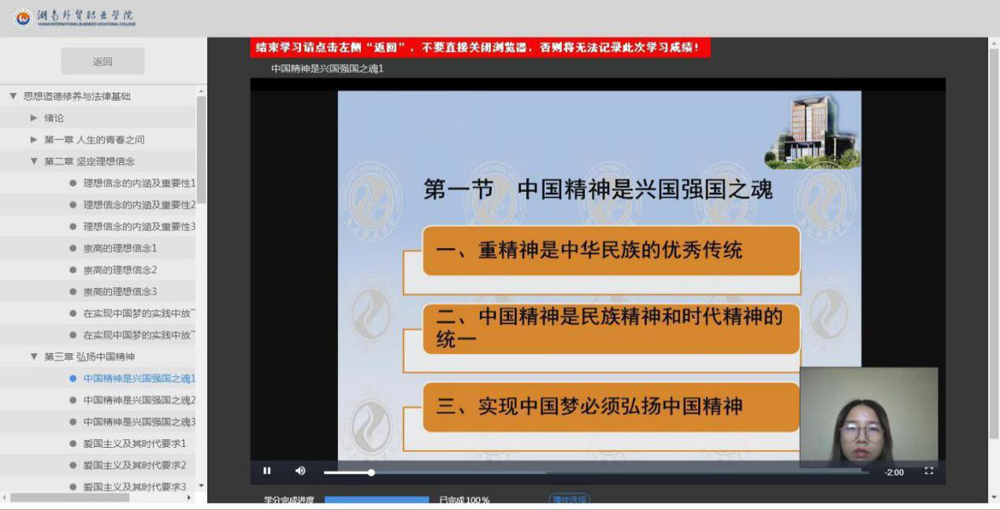 湖南外贸职业学院
HUNAN INTERNATIONAL BUSINESS VOCATIONAL COLLEGE
返回
思想道德修养与法律基础
绪论
第一章 人生的青春之问
第二章 坚定理想信念
理想信念的内涵及重要性1
理想信念的内涵及重要性2
理想信念的内涵及重要性3
崇高的理想信念1
崇高的理想信念2
崇高的理想信念3
在实现中国梦的实践中放
在实现中国梦的实践中放
第三章 弘扬中国精神
中国精神是兴国强国之魂1
中国精神是兴国强国之魂2
中国精神是兴国强国之魂3
爱国主义及其时代要求1
爱国主义及其时代要求2
爱国主义及其时代要求3
结束学习请点击左侧“返回”，不要直接关闭浏览器，否则将无法记录此次学习成绩！
中国精神是兴国强国之魂1
第一节 中国精神是兴国强国之魂
一、重精神是中华民族的优秀传统
二、中国精神是民族精神和时代精神的
统一
三、实现中国梦必须弘扬中国精神
-2:00
学分完成进度 已完成100% 播放选择